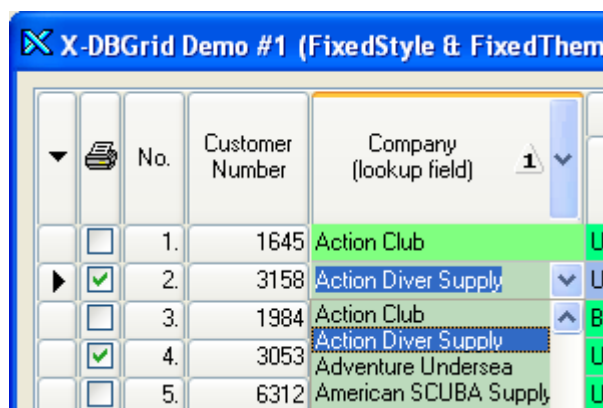 X-DBGrid Demo #1 (FixedStyle & FixedThem
No.
Customer
Number
Company
(lookup field)
1
1. 1645 Action Club U
2. 3158 Action Diver Supply U
3. 1984 Action Club B
Action Diver Supply
4. 3053 Adventure Undersea U
5. 6312 American SCUBA Supply U